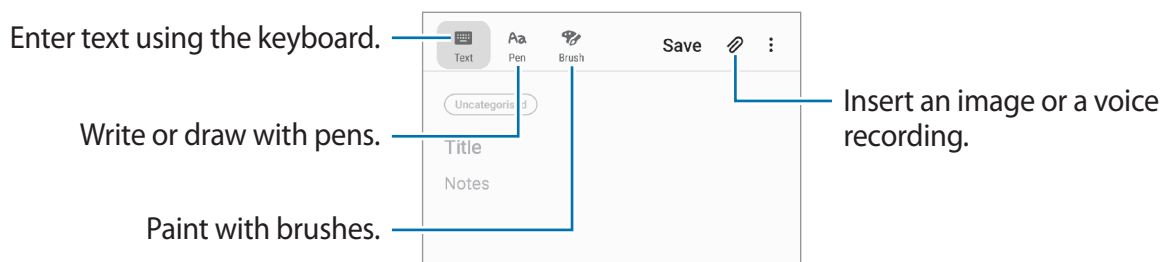 Enter text using the keyboard.
Aa
Save
Text
Pen
Brush
Uncategorised
Insert an image or a voice
recording.
Write or draw with pens.
Title
Notes
Paint with brushes.